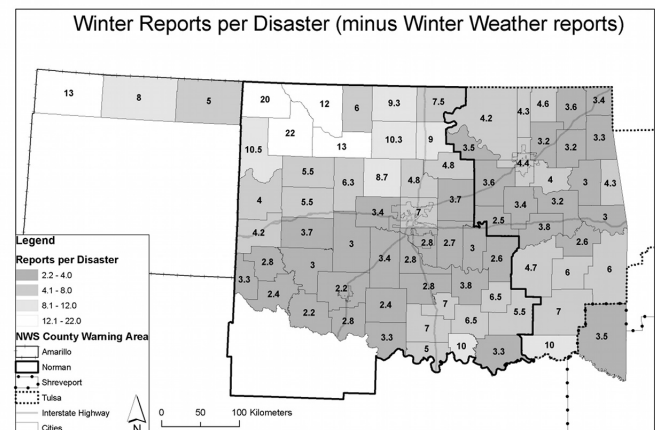 Winter Reports per Disaster (minus Winter Weather reports)
13 8 5 20 12 6 9.3 7.5 4.2 4.3 4.6 3.6 3.4
22 13 10.3 9 3.5 3.2 3.2 3.3
10.5 5.5 6.3 8.7 4.8 4.8 3.6 4.4 4 3 4.3
4 5.5 3.4 7 3.7 3.4 3.2
4.2 3.7 3 3.4 2.8 2.8 2.7 3 2.5 3.8 3
2.8 3 2.6 4.7 6 2.6 6
3.3 2.4 2.2 2.8 3.8 6.5 5.5 7
2.2 2.8 2.4 7 7 6.5 3.5
3.3 5 10 3.3 10
Legend
Reports per Disaster
2.2 - 4.0
4.1 - 8.0
8.1 - 12.0
12.1 - 22.0
NWS County Warning Area
Amarillo
Norman
Shreveport
Tulsa
Interstate Highway
Cities
N
0 50 100 Kilometers